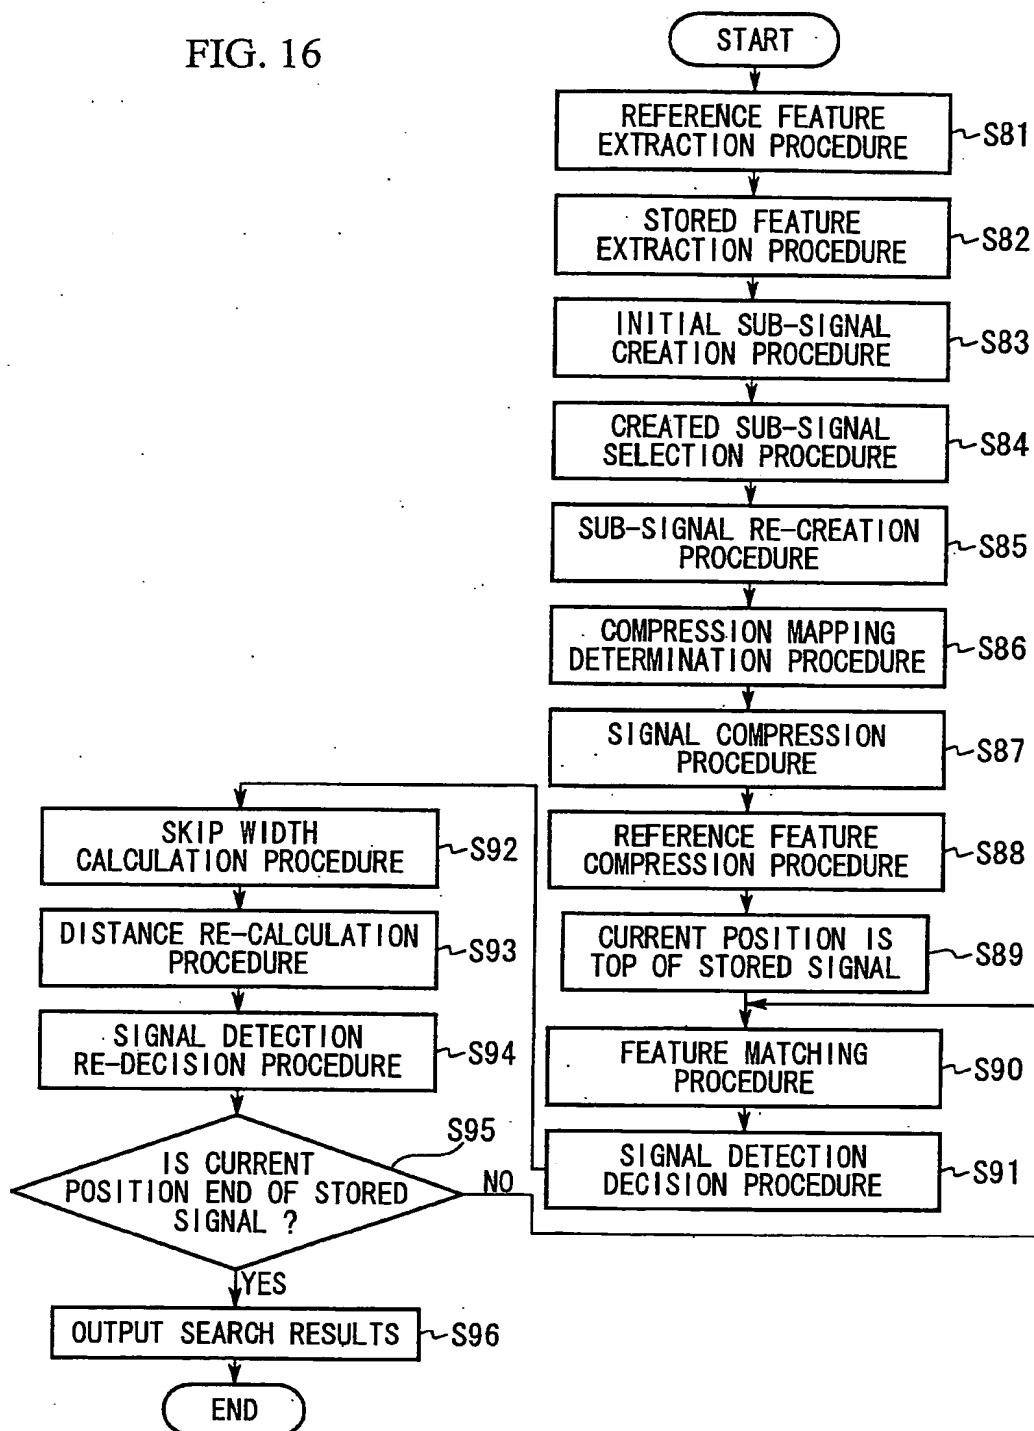 FIG. 16
START
REFERENCE FEATURE
EXTRACTION PROCEDURE
S81
STORED FEATURE
EXTRACTION PROCEDURE
S82
INITIAL SUB-SIGNAL
CREATION PROCEDURE
S83
CREATED SUB-SIGNAL
SELECTION PROCEDURE
S84
SUB-SIGNAL RE-CREATION
PROCEDURE
S85
COMPRESSION MAPPING
DETERMINATION PROCEDURE
S86
SIGNAL COMPRESSION
PROCEDURE
S87
REFERENCE FEATURE
COMPRESSION PROCEDURE
S88
CURRENT POSITION IS
TOP OF STORED SIGNAL
S89
FEATURE MATCHING
PROCEDURE
S90
SIGNAL DETECTION
DECISION PROCEDURE
S91
SKIP WIDTH
CALCULATION PROCEDURE
S92
DISTANCE RE-CALCULATION
PROCEDURE
S93
SIGNAL DETECTION
RE-DECISION PROCEDURE
S94
S95
IS CURRENT
POSITION END OF STORED
SIGNAL ?
NO
YES
OUTPUT SEARCH RESULTS
S96
END